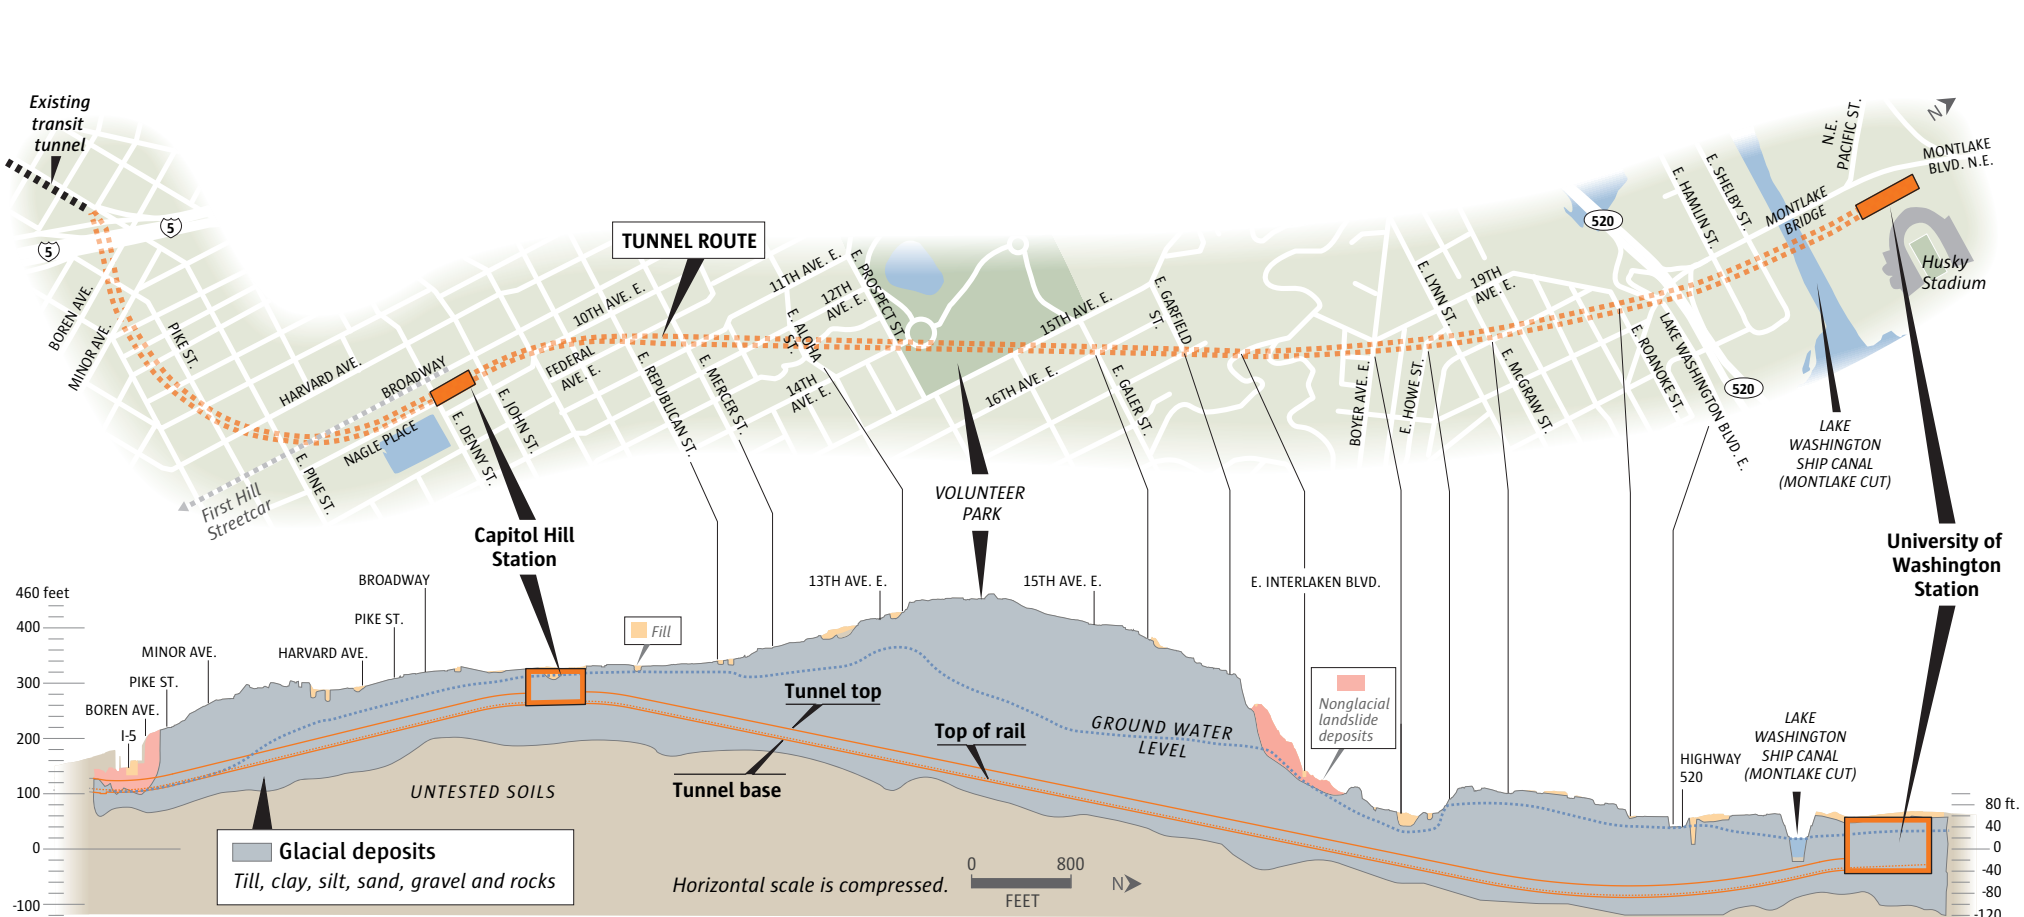 Existing
transit
tunnel
5
5
BOREN AVE.
MINOR AVE.
PIKE ST.
HARVARD AVE.
BROADWAY
NAGLE PLACE
First Hill
Streetcar
E. PINE ST.
E. DENNY ST.
E. JOHN ST.
10TH AVE. E.
FEDERAL
AVE. E.
TUNNEL ROUTE
E. REPUBLICAN ST.
E. MERCER ST.
11TH AVE. E.
12TH
AVE. E.
E. ALOHA
ST.
14TH
AVE. E.
E. PROSPECT ST.
15TH AVE. E.
16TH AVE. E.
E. GARFIELD
ST.
E. GALER ST.
BOYER AVE. E.
E. HOWE ST.
E. LYNN ST.
19TH
AVE. E.
E. McGRAW ST.
520
E. ROANOKE ST.
LAKE WASHINGTON BLVD. E.
520
E. HAMLIN ST.
E. SHELBY ST.
MONTLAKE
BRIDGE
N.E.
PACIFIC ST.
N
MONTLAKE
BLVD. N.E.
Husky
Stadium
LAKE
WASHINGTON
SHIP CANAL
(MONTLAKE CUT)
VOLUNTEER
PARK
Capitol Hill
Station
University of
Washington
Station
460 feet
400
300
200
100
0
-100
I-5
BOREN AVE.
PIKE ST.
MINOR AVE.
HARVARD AVE.
PIKE ST.
BROADWAY
Fill
13TH AVE. E.
15TH AVE. E.
E. INTERLAKEN BLVD.
Tunnel top
Top of rail
Tunnel base
GROUND WATER
LEVEL
Nonglacial
landslide
deposits
HIGHWAY
520
LAKE
WASHINGTON
SHIP CANAL
(MONTLAKE CUT)
80 ft.
40
0
-40
-80
-120
UNTESTED SOILS
Glacial deposits
Till, clay, silt, sand, gravel and rocks
Horizontal scale is compressed.
0
800
FEET
N